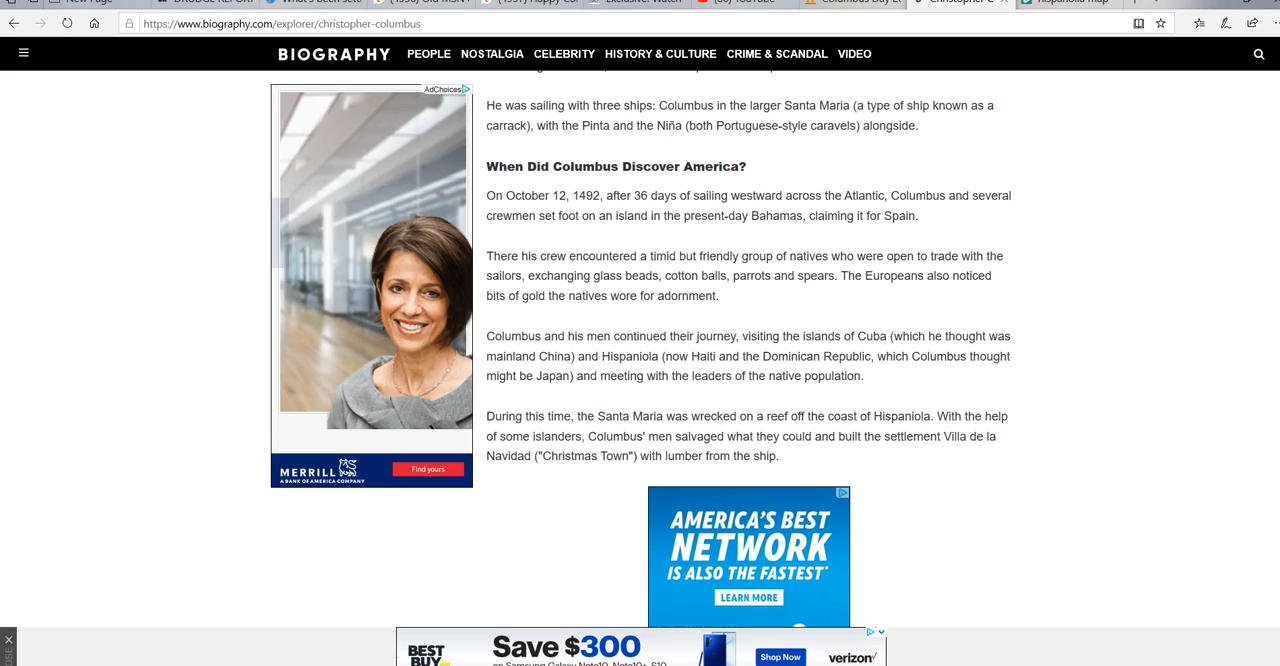 New Page
DRUDGE REPORT
What's been sett
(1996) Old MSN
(1997) Happy Co
Exclusive: Watch
YouTube
Columbus Day
Christopher C
hispaniola map
https://www.biography.com/explorer/christopher-columbus
BIOGRAPHY PEOPLE NOSTALGIA CELEBRITY HISTORY & CULTURE CRIME & SCANDAL VIDEO
AdChoices
He was sailing with three ships: Columbus in the larger Santa Maria (a type of ship known as a
carrack), with the Pinta and the Niña (both Portuguese-style caravels) alongside.
When Did Columbus Discover America?
On October 12, 1492, after 36 days of sailing westward across the Atlantic, Columbus and several
crewmen set foot on an island in the present-day Bahamas, claiming it for Spain.
There his crew encountered a timid but friendly group of natives who were open to trade with the
sailors, exchanging glass beads, cotton balls, parrots and spears. The Europeans also noticed
bits of gold the natives wore for adornment.
Columbus and his men continued their journey, visiting the islands of Cuba (which he thought was
mainland China) and Hispaniola (now Haiti and the Dominican Republic, which Columbus thought
might be Japan) and meeting with the leaders of the native population.
During this time, the Santa Maria was wrecked on a reef off the coast of Hispaniola. With the help
of some islanders, Columbus' men salvaged what they could and built the settlement Villa de la
Navidad ("Christmas Town") with lumber from the ship.
MERRILL
A BANK OF AMERICA COMPANY
Find yours
AMERICA'S BEST
NETWORK
IS ALSO THE FASTEST*
LEARN MORE
BEST
BUY
Save $300
on Samsung Galaxy Note10, Note10+, S10
Shop Now
verizon✓